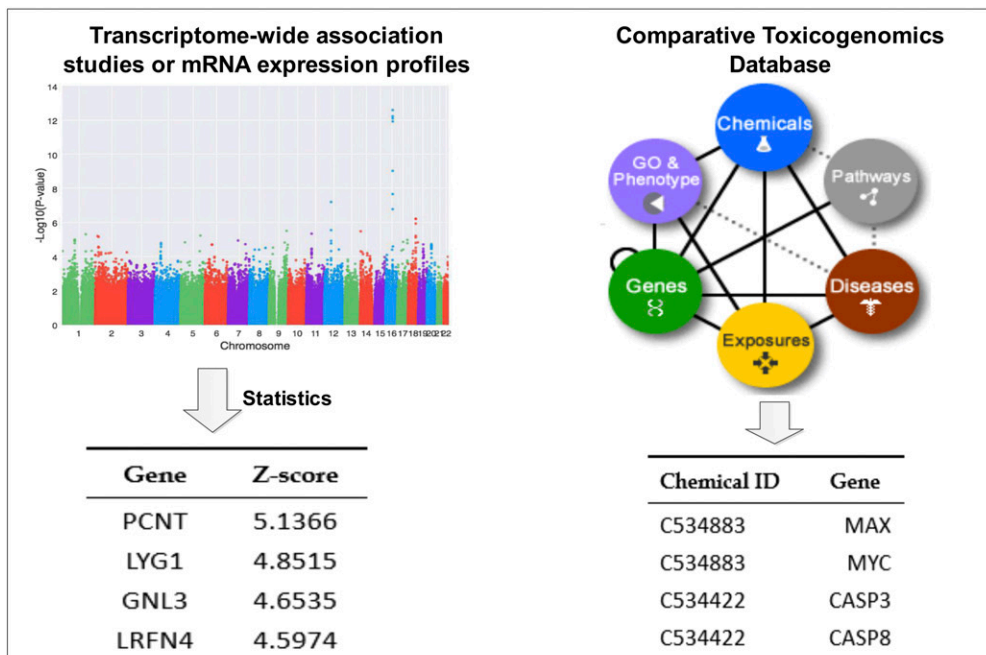 Transcriptome-wide association
studies or mRNA expression profiles
14
12
10
8
6
4
2
0
-Log10(P-value)
1 2 3 4 5 6 7 8 9 10 11 12 13 14 15 16 17 18 19 20 21 22
Chromosome
Statistics
Gene Z-score
PCNT 5.1366
LYG1 4.8515
GNL3 4.6535
LRFN4 4.5974
Comparative Toxicogenomics
Database
Chemicals
GO &
Phenotype
Pathways
Genes
Diseases
Exposures
Chemical ID Gene
C534883 MAX
C534883 MYC
C534422 CASP3
C534422 CASP8